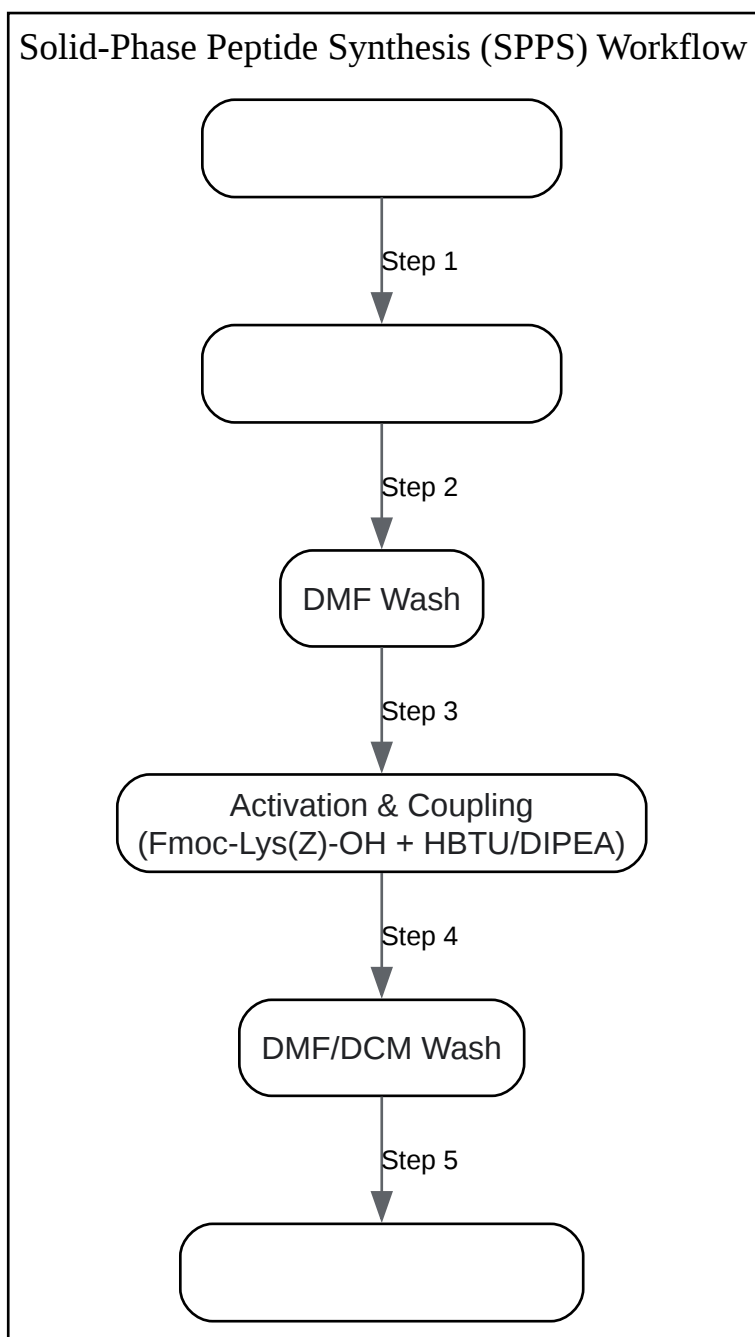 Solid-Phase Peptide Synthesis (SPPS) Workflow
Step 1
Step 2
DMF Wash
Step 3
Activation & Coupling
(Fmoc-Lys(Z)-OH + HBTU/DIPEA)
Step 4
DMF/DCM Wash
Step 5